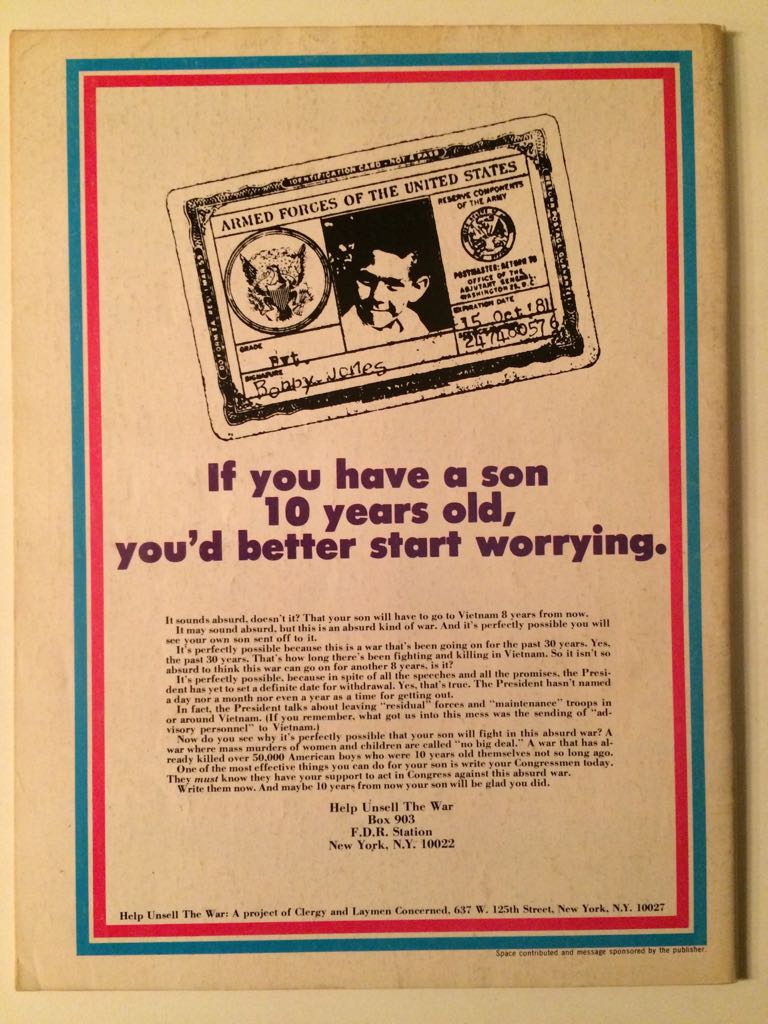 IDENTIFICATION CARD - NOT A PASS
ARMED FORCES OF THE UNITED STATES
RESERVE COMPONENTS
OF THE ARMY
POSTMASTER: RETURN TO
OFFICE OF THE
ADJUTANT GENERAL
WASHINGTON 25, D.C.
EXPIRATION DATE
15 Oct 81
247400576
GRADE
Pvt.
SIGNATURE
Bobby Jones
If you have a son
10 years old,
you'd better start worrying.
It sounds absurd, doesn't it? That your son will have to go to Vietnam 8 years from now.
It may sound absurd, but this is an absurd kind of war. And it's perfectly possible you will
see your own son sent off to it.
It's perfectly possible because this is a war that's been going on for the past 30 years. Yes,
the past 30 years. That's how long there's been fighting and killing in Vietnam. So it isn't so
absurd to think this war can go on for another 8 years, is it?
It's perfectly possible, because in spite of all the speeches and all the promises, the Presi-
dent has yet to set a definite date for withdrawal. Yes, that's true. The President hasn't named
a day nor a month nor even a year as a time for getting out.
In fact, the President talks about leaving "residual" forces and "maintenance" troops in
or around Vietnam. (If you remember, what got us into this mess was the sending of "ad-
visory personnel" to Vietnam.)
Now do you see why it's perfectly possible that your son will fight in this absurd war? A
war where mass murders of women and children are called "no big deal." A war that has al-
ready killed over 50,000 American boys who were 10 years old themselves not so long ago.
One of the most effective things you can do for your son is write your Congressmen today.
They must know they have your support to act in Congress against this absurd war.
Write them now. And maybe 10 years from now your son will be glad you did.
Help Unsell The War
Box 903
F.D.R. Station
New York, N.Y. 10022
Help Unsell The War: A project of Clergy and Laymen Concerned, 637 W. 125th Street, New York, N.Y. 10027
Space contributed and message sponsored by the publisher.